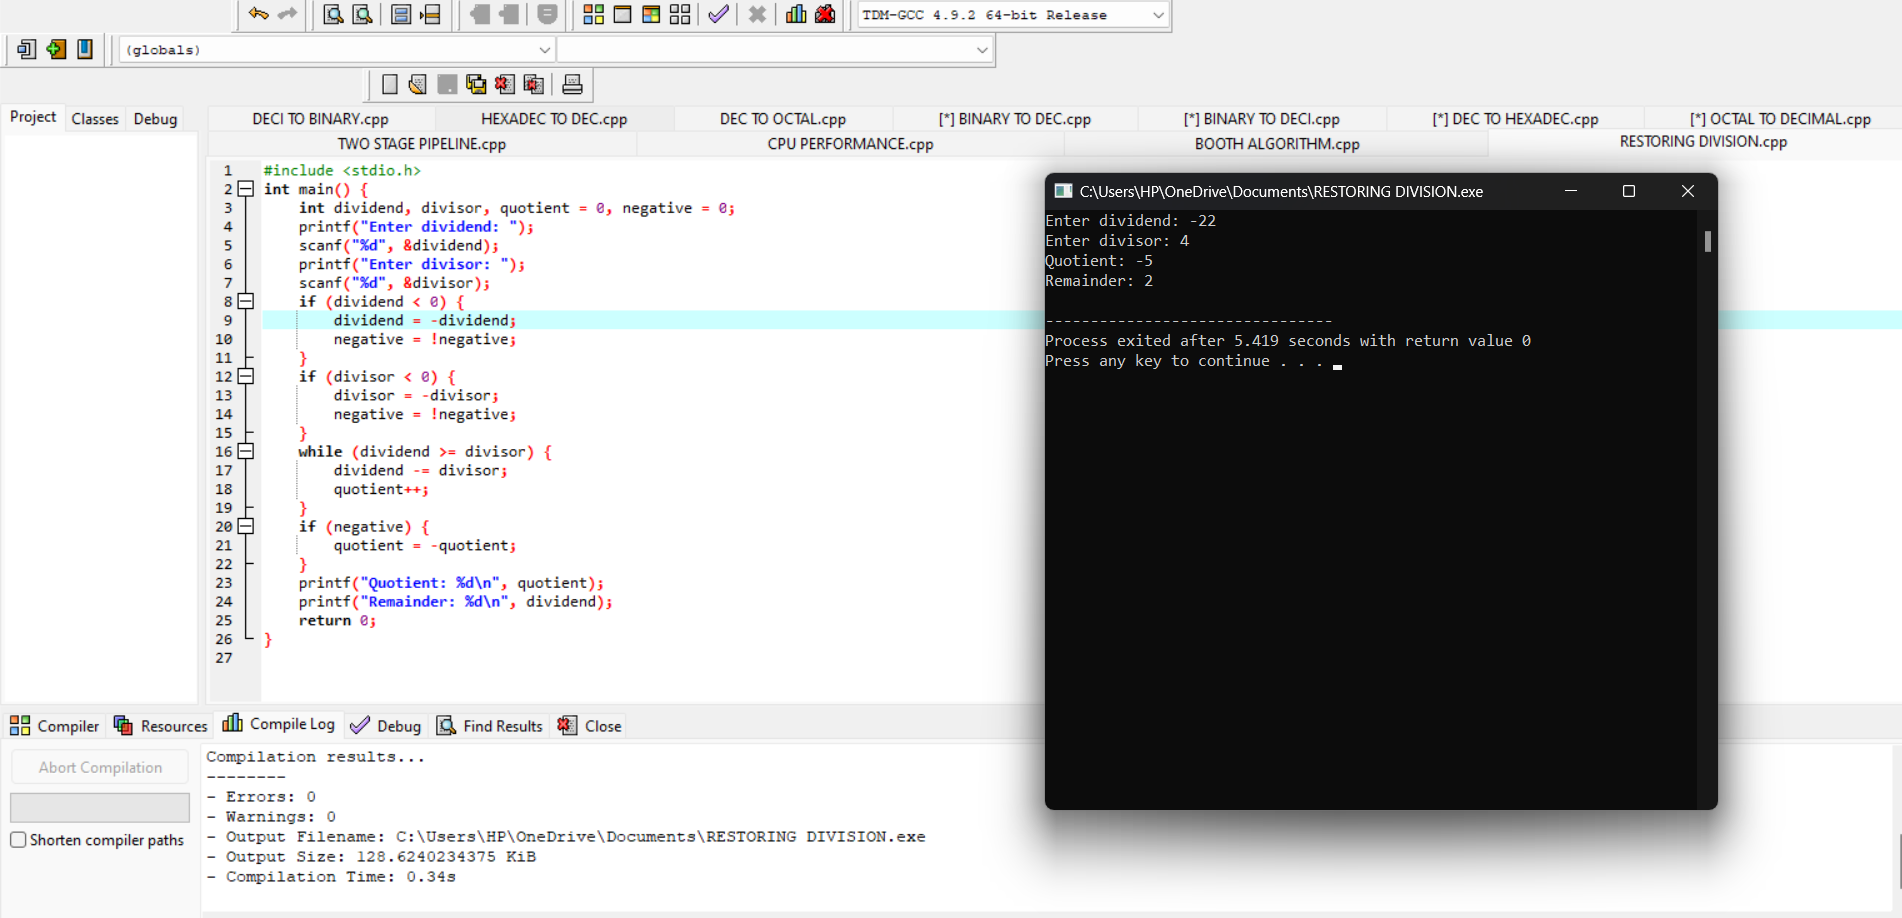 TDM-GCC 4.9.2 64-bit Release
(globals)
Project Classes Debug
DECI TO BINARY.cpp HEXADEC TO DEC.cpp DEC TO OCTAL.cpp [*] BINARY TO DEC.cpp [*] BINARY TO DECI.cpp [*] DEC TO HEXADEC.cpp [*] OCTAL TO DECIMAL.cpp
TWO STAGE PIPELINE.cpp CPU PERFORMANCE.cpp BOOTH ALGORITHM.cpp RESTORING DIVISION.cpp
1 #include <stdio.h>
2 int main() {
3 int dividend, divisor, quotient = 0, negative = 0;
4 printf("Enter dividend: ");
5 scanf("%d", &dividend);
6 printf("Enter divisor: ");
7 scanf("%d", &divisor);
8 if (dividend < 0) {
9 dividend = -dividend;
10 negative = !negative;
11 }
12 if (divisor < 0) {
13 divisor = -divisor;
14 negative = !negative;
15 }
16 while (dividend >= divisor) {
17 dividend -= divisor;
18 quotient++;
19 }
20 if (negative) {
21 quotient = -quotient;
22 }
23 printf("Quotient: %d\n", quotient);
24 printf("Remainder: %d\n", dividend);
25 return 0;
26 }
27
C:\Users\HP\OneDrive\Documents\RESTORING DIVISION.exe
Enter dividend: -22
Enter divisor: 4
Quotient: -5
Remainder: 2
--------------------------------
Process exited after 5.419 seconds with return value 0
Press any key to continue . . .
Compiler Resources Compile Log Debug Find Results Close
Abort Compilation
Shorten compiler paths
Compilation results...
--------
- Errors: 0
- Warnings: 0
- Output Filename: C:\Users\HP\OneDrive\Documents\RESTORING DIVISION.exe
- Output Size: 128.6240234375 KiB
- Compilation Time: 0.34s